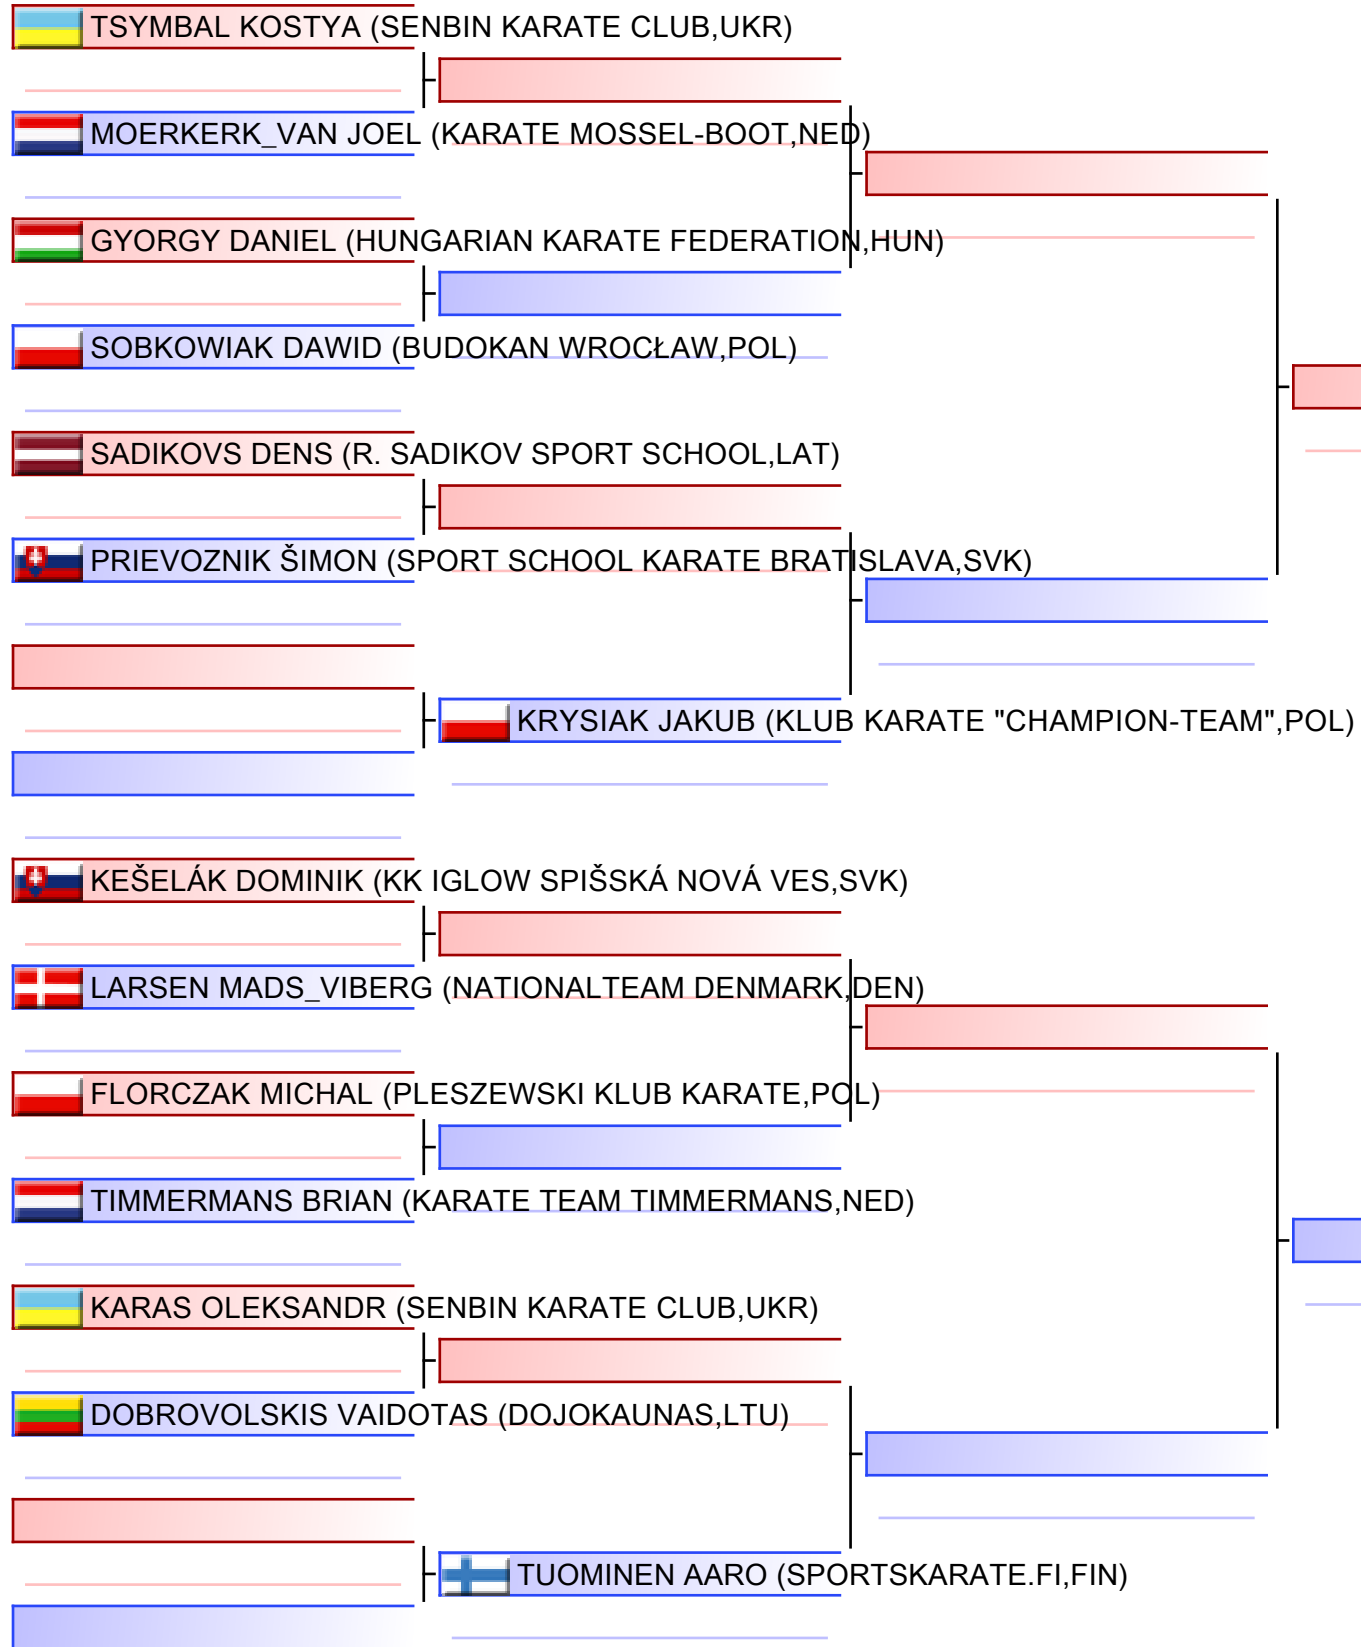 TSYMBAL KOSTYA (SENBIN KARATE CLUB,UKR)
MOERKERK_VAN JOEL (KARATE MOSSEL-BOOT,NED)
GYORGY DANIEL (HUNGARIAN KARATE FEDERATION,HUN)
SOBKOWIAK DAWID (BUDOKAN WROCŁAW,POL)
SADIKOVS DENS (R. SADIKOV SPORT SCHOOL,LAT)
PRIEVOZNIK ŠIMON (SPORT SCHOOL KARATE BRATISLAVA,SVK)
KRYSIAK JAKUB (KLUB KARATE "CHAMPION-TEAM",POL)
KEŠELÁK DOMINIK (KK IGLOW SPIŠSKÁ NOVÁ VES,SVK)
LARSEN MADS_VIBERG (NATIONALTEAM DENMARK,DEN)
FLORCZAK MICHAL (PLESZEWSKI KLUB KARATE,POL)
TIMMERMANS BRIAN (KARATE TEAM TIMMERMANS,NED)
KARAS OLEKSANDR (SENBIN KARATE CLUB,UKR)
DOBROVOLSKIS VAIDOTAS (DOJOKAUNAS,LTU)
TUOMINEN AARO (SPORTSKARATE.FI,FIN)